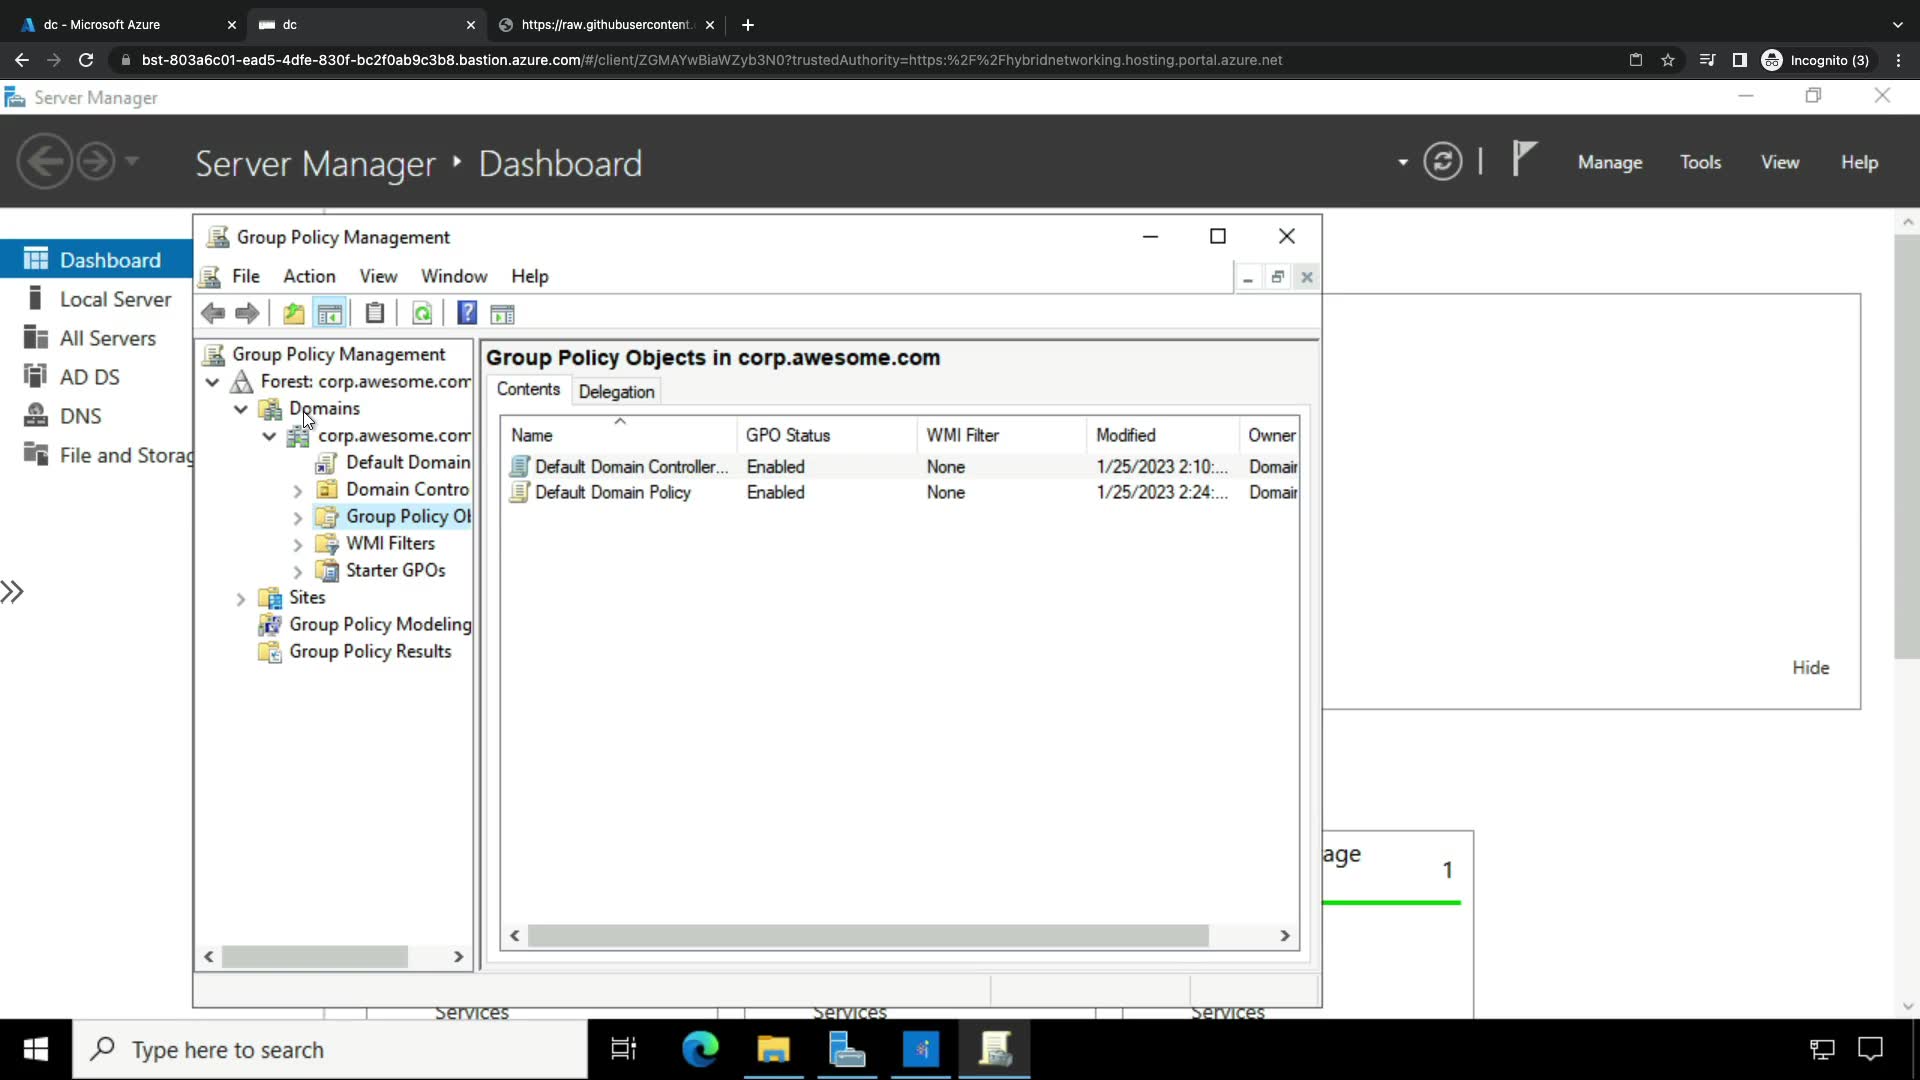 dc - Microsoft Azure
dc
https://raw.githubusercontent.
bst-803a6c01-ead5-4dfe-830f-bc2f0ab9c3b8.bastion.azure.com/#/client/ZGMAYwBiaWZyb3N0?trustedAuthority=https:%2F%2Fhybridnetworking.hosting.portal.azure.net
Incognito (3)
Server Manager
Server Manager
Dashboard
Manage
Tools
View
Help
Dashboard
Local Server
All Servers
AD DS
DNS
File and Storag
Group Policy Management
File
Action
View
Window
Help
Group Policy Management
Forest: corp.awesome.com
Domains
corp.awesome.com
Default Domain
Domain Contro
Group Policy Ob
WMI Filters
Starter GPOs
Sites
Group Policy Modeling
Group Policy Results
Group Policy Objects in corp.awesome.com
Contents
Delegation
Name
GPO Status
WMI Filter
Modified
Owner
Default Domain Controller...
Enabled
None
1/25/2023 2:10:...
Domain
Default Domain Policy
Enabled
None
1/25/2023 2:24:...
Domain
Hide
age
1
Services
Services
Services
Type here to search